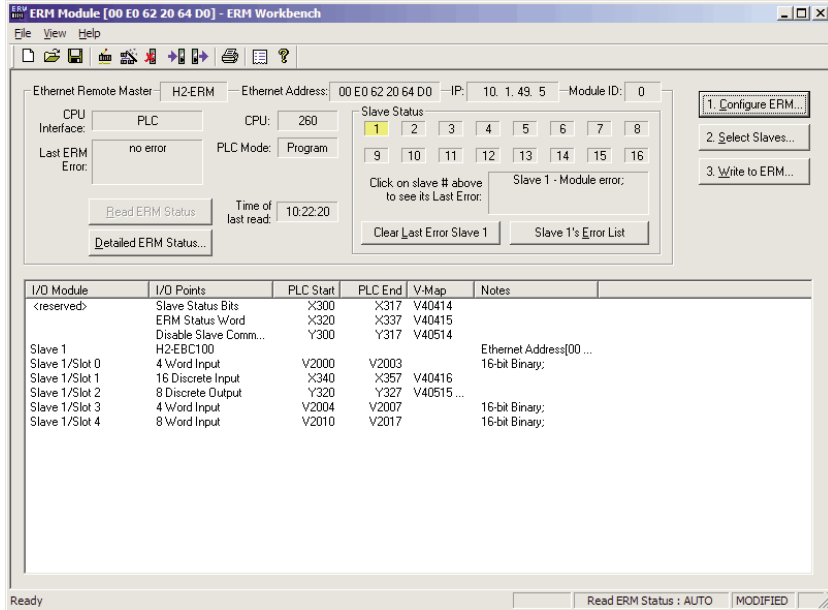 ERM Module [00 E0 62 20 64 D0] - ERM Workbench
File View Help
Ethernet Remote Master H2-ERM Ethernet Address: 00 E0 62 20 64 D0 IP: 10. 1. 49. 5 Module ID: 0
CPU Interface: PLC CPU: 260
Last ERM Error: no error PLC Mode: Program
Read ERM Status Time of last read: 10:22:20
Detailed ERM Status...
Slave Status
1 2 3 4 5 6 7 8
9 10 11 12 13 14 15 16
Click on slave # above to see its Last Error: Slave 1 - Module error;
Clear Last Error Slave 1 Slave 1's Error List
1. Configure ERM...
2. Select Slaves...
3. Write to ERM...
I/O Module I/O Points PLC Start PLC End V-Map Notes
<reserved> Slave Status Bits X300 X317 V40414
ERM Status Word X320 X337 V40415
Disable Slave Comm... Y300 Y317 V40514
Slave 1 H2-EBC100 Ethernet Address[00 ...
Slave 1/Slot 0 4 Word Input V2000 V2003 16-bit Binary;
Slave 1/Slot 1 16 Discrete Input X340 X357 V40416
Slave 1/Slot 2 8 Discrete Output Y320 Y327 V40515 ...
Slave 1/Slot 3 4 Word Input V2004 V2007 16-bit Binary;
Slave 1/Slot 4 8 Word Input V2010 V2017 16-bit Binary;
Ready Read ERM Status : AUTO MODIFIED